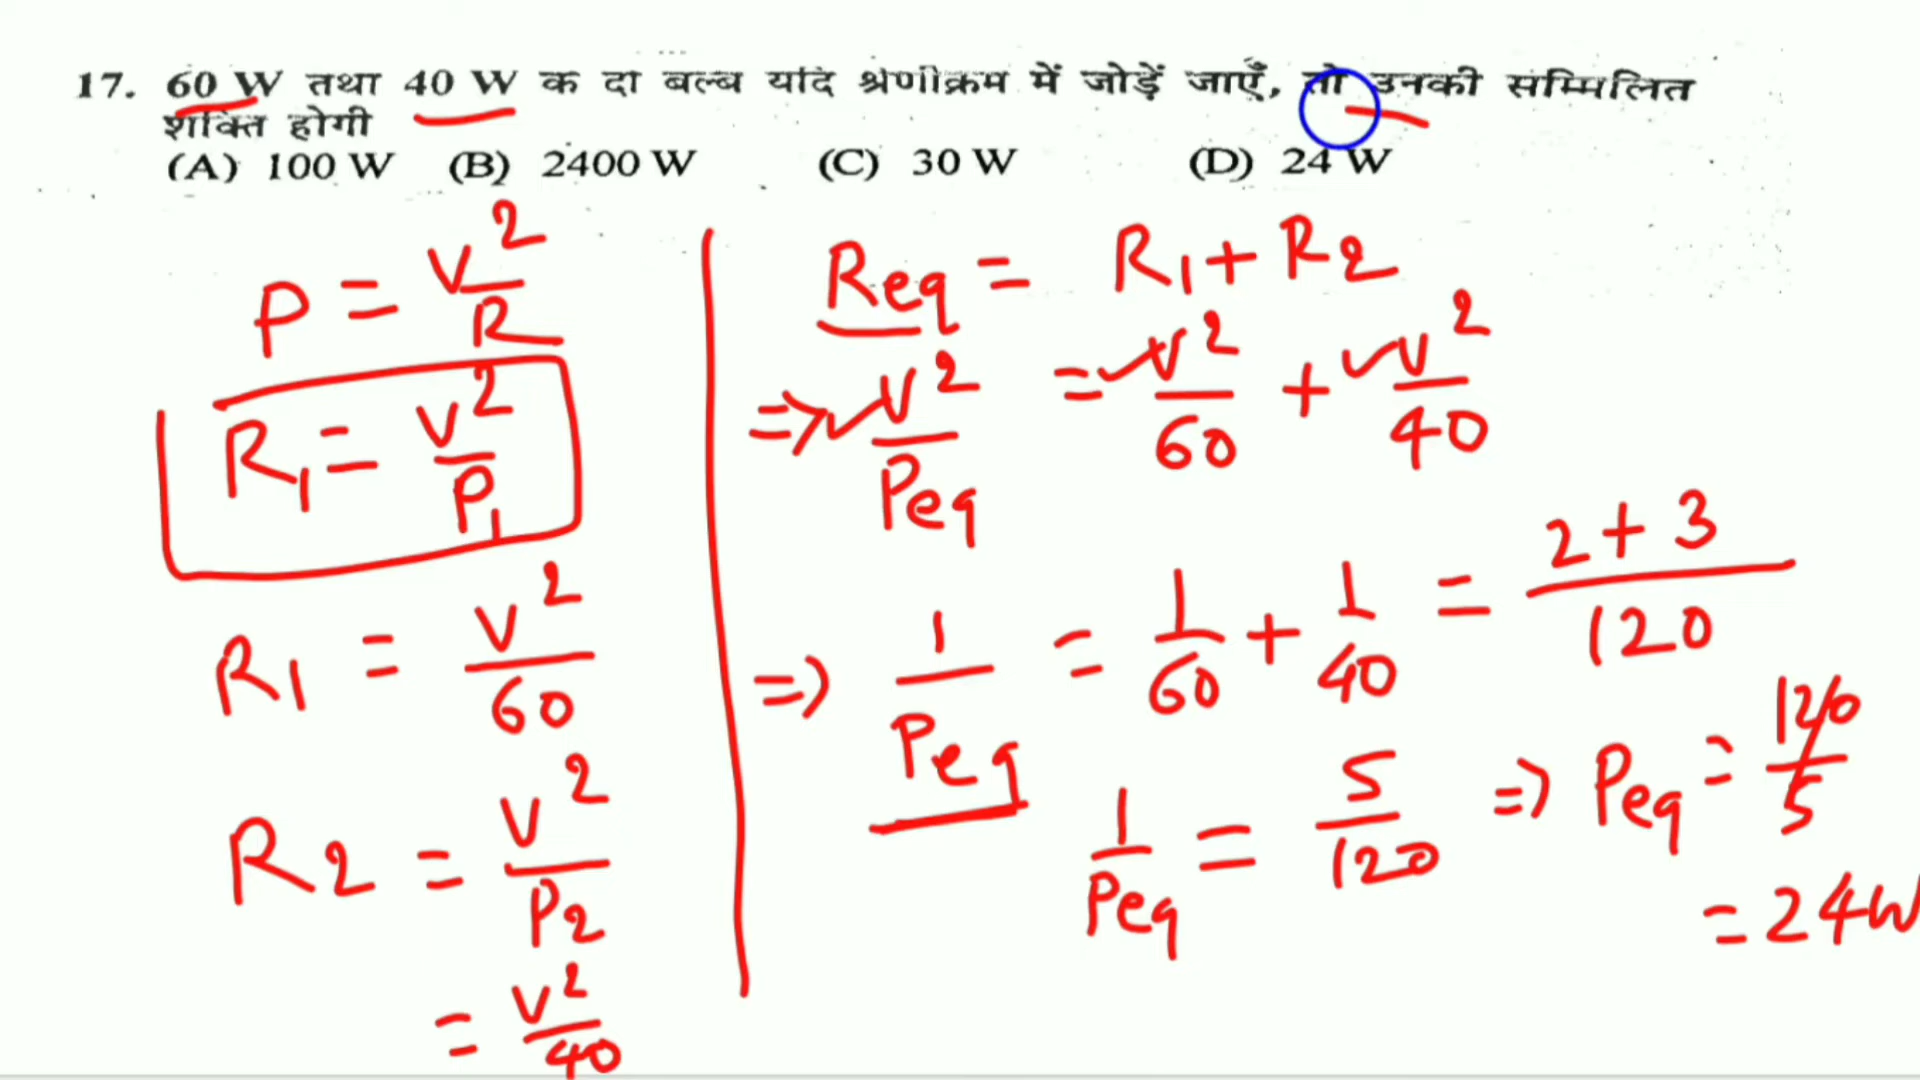 17. 60 W तथा 40 W क दा बल्ब यदि श्रेणीक्रम में जोड़ें जाएँ, तो उनकी सम्मिलित
शक्ति होगी
(A) 100 W (B) 2400 W (C) 30 W (D) 24 W
P = V²/R
R₁ = V²/P₁
R₁ = V²/60
R₂ = V²/P₂
= V²/40
Req = R₁ + R₂
⇒ V²/Peq = V²/60 + V²/40
⇒ 1/Peq = 1/60 + 1/40 = 2+3/120
1/Peq = 5/120 ⇒ Peq = 120/5
= 24W